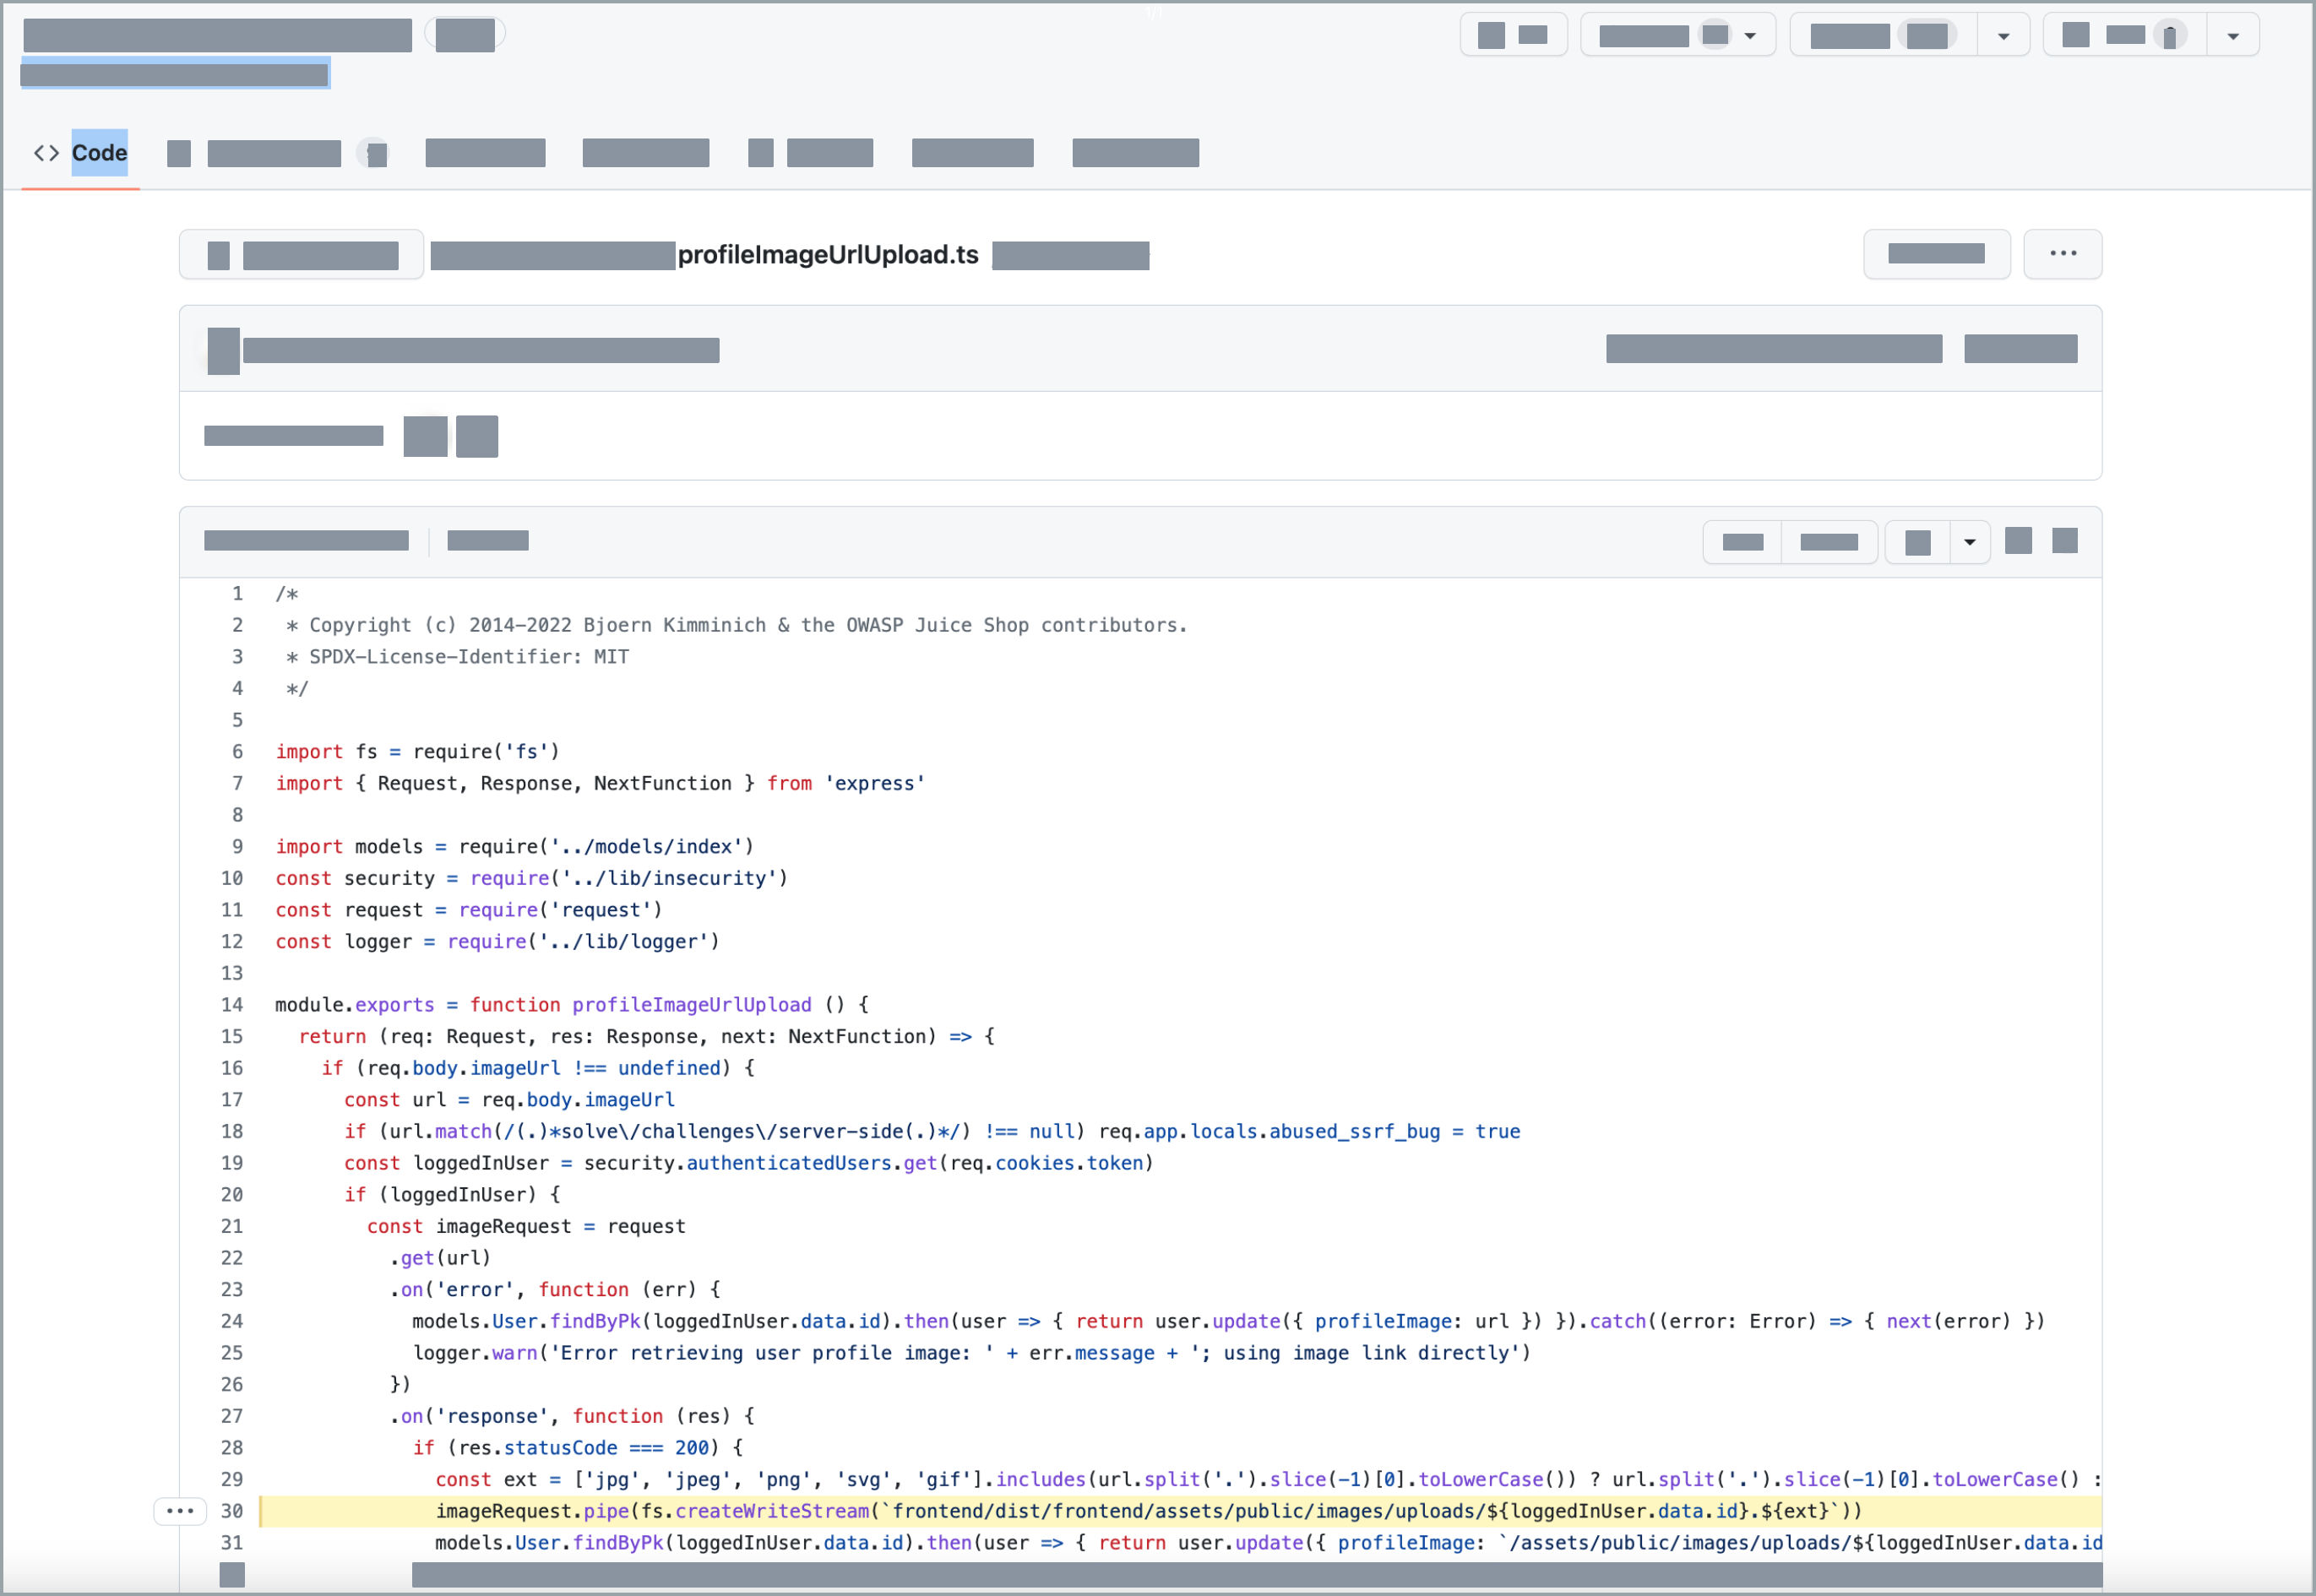 <> Code
profileImageUrlUpload.ts
1 /*
2  * Copyright (c) 2014-2022 Bjoern Kimminich & the OWASP Juice Shop contributors.
3  * SPDX-License-Identifier: MIT
4  */
5
6 import fs = require('fs')
7 import { Request, Response, NextFunction } from 'express'
8
9 import models = require('../models/index')
10 const security = require('../lib/insecurity')
11 const request = require('request')
12 const logger = require('../lib/logger')
13
14 module.exports = function profileImageUrlUpload () {
15   return (req: Request, res: Response, next: NextFunction) => {
16     if (req.body.imageUrl !== undefined) {
17       const url = req.body.imageUrl
18       if (url.match(/(.)*solve\/challenges\/server-side(.)*/) !== null) req.app.locals.abused_ssrf_bug = true
19       const loggedInUser = security.authenticatedUsers.get(req.cookies.token)
20       if (loggedInUser) {
21         const imageRequest = request
22           .get(url)
23           .on('error', function (err) {
24             models.User.findByPk(loggedInUser.data.id).then(user => { return user.update({ profileImage: url }) }).catch((error: Error) => { next(error) })
25             logger.warn('Error retrieving user profile image: ' + err.message + '; using image link directly')
26           })
27           .on('response', function (res) {
28             if (res.statusCode === 200) {
29               const ext = ['jpg', 'jpeg', 'png', 'svg', 'gif'].includes(url.split('.').slice(-1)[0].toLowerCase()) ? url.split('.').slice(-1)[0].toLowerCase() :
30               imageRequest.pipe(fs.createWriteStream(`frontend/dist/frontend/assets/public/images/uploads/${loggedInUser.data.id}.${ext}`))
31               models.User.findByPk(loggedInUser.data.id).then(user => { return user.update({ profileImage: `/assets/public/images/uploads/${loggedInUser.data.id